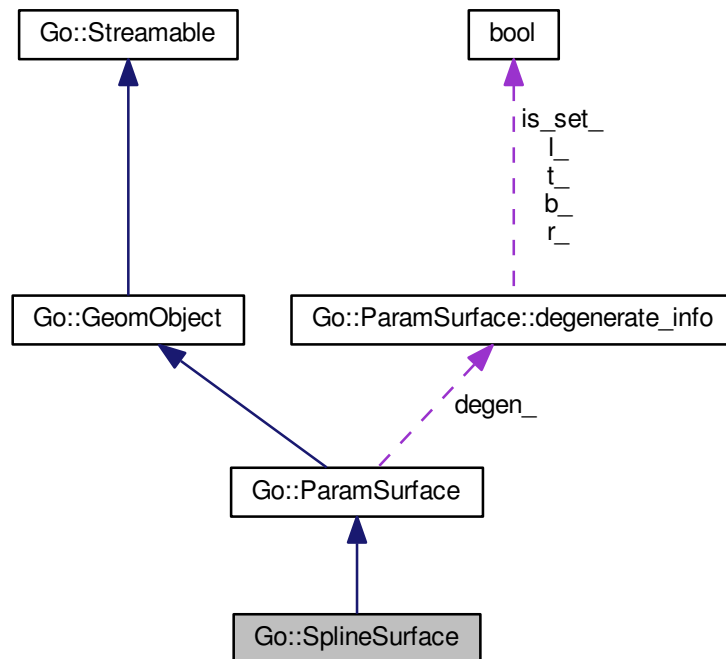 Go::Streamable
bool
is_set_
l_
t_
b_
r_
Go::GeomObject
Go::ParamSurface::degenerate_info
degen_
Go::ParamSurface
Go::SplineSurface